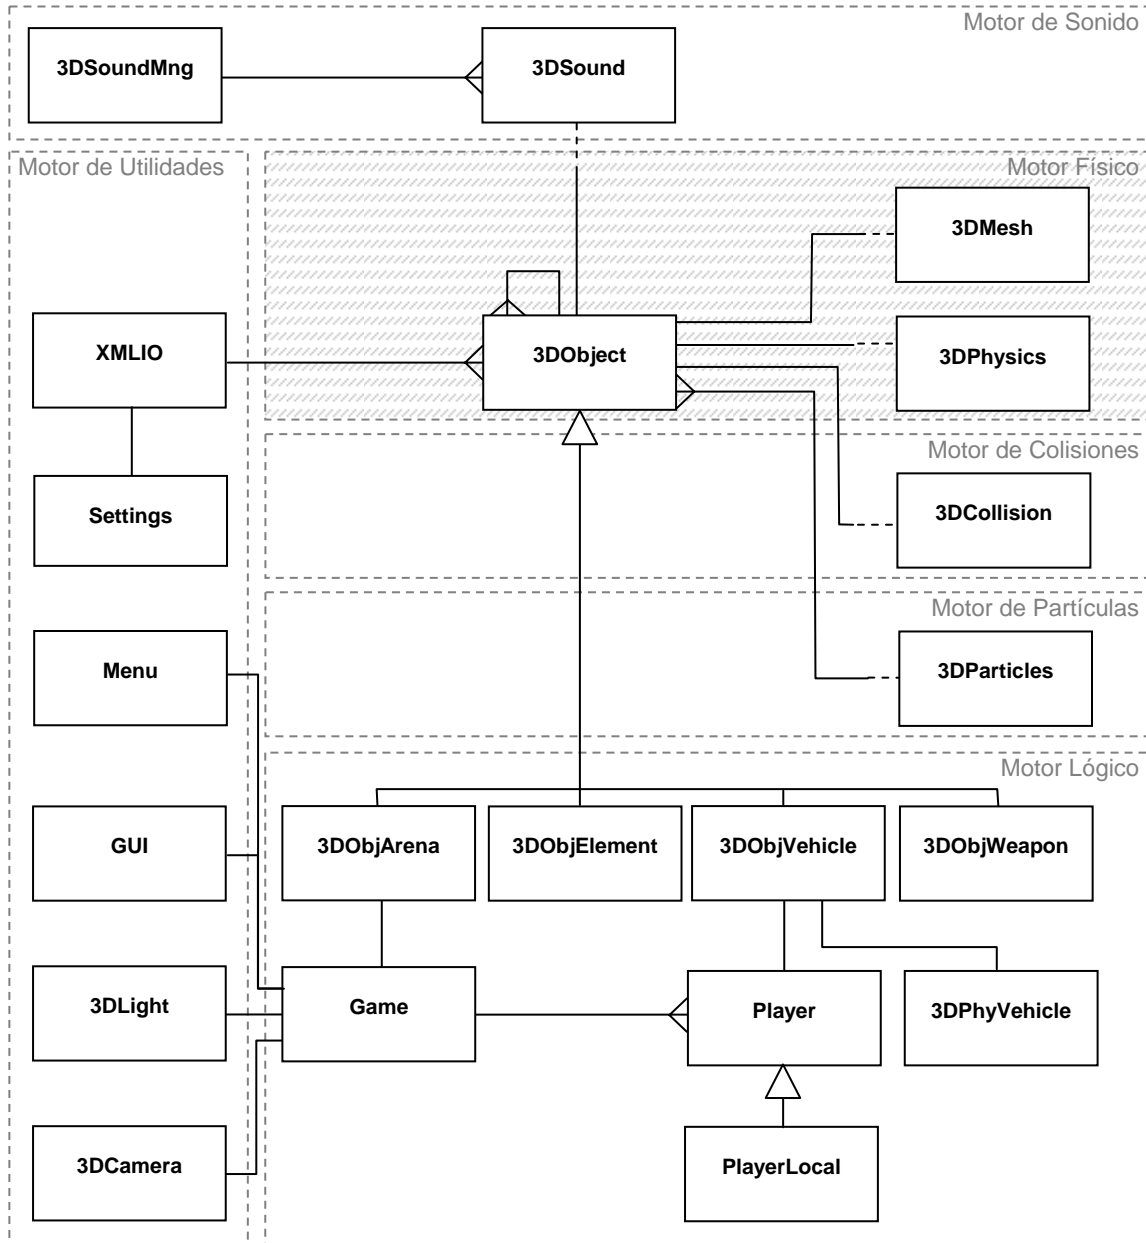 Motor de Sonido
3DSoundMng
3DSound
Motor de Utilidades
Motor Físico
3DMesh
XMLIO
3DObject
3DPhysics
Motor de Colisiones
Settings
3DCollision
Motor de Partículas
Menu
3DParticles
Motor Lógico
GUI
3DObjArena
3DObjElement
3DObjVehicle
3DObjWeapon
3DLight
Game
Player
3DPhyVehicle
3DCamera
PlayerLocal